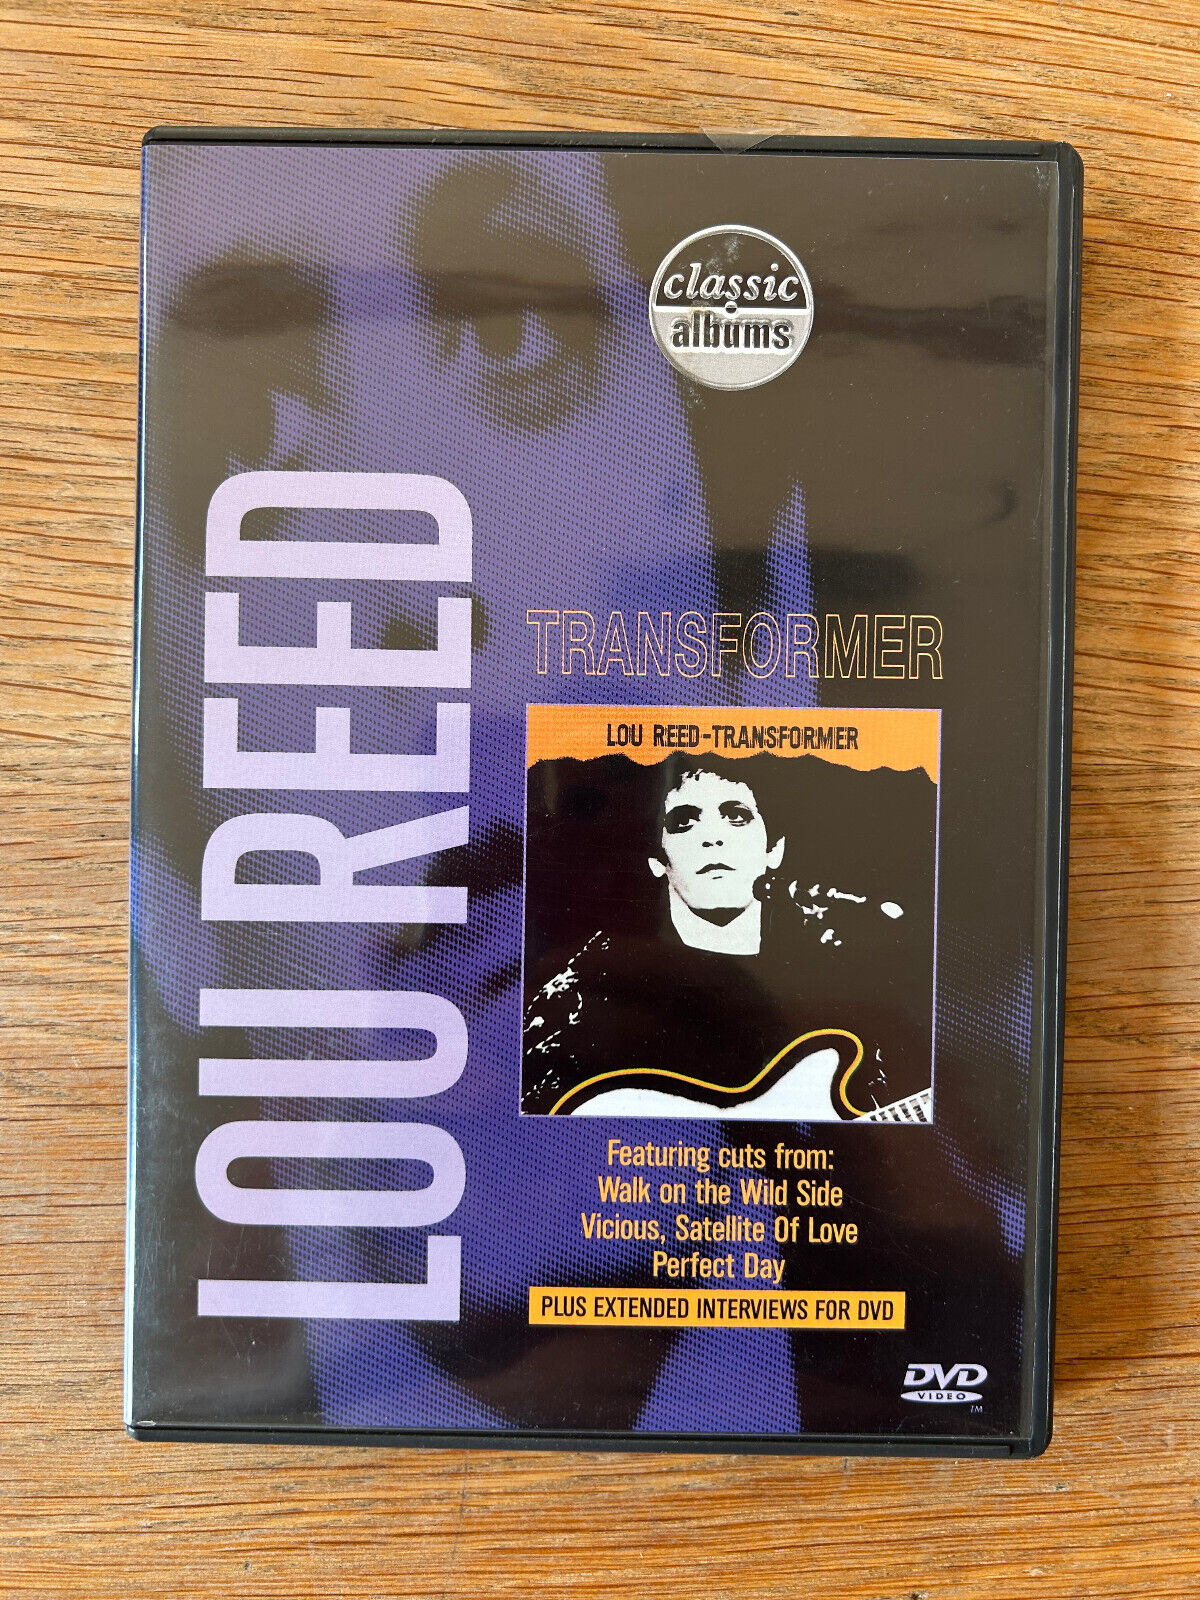 classic
albums
LOU REED
TRANSFORMER
LOU REED-TRANSFORMER
Featuring cuts from:
Walk on the Wild Side
Vicious, Satellite Of Love
Perfect Day
PLUS EXTENDED INTERVIEWS FOR DVD
DVD
VIDEO
TM